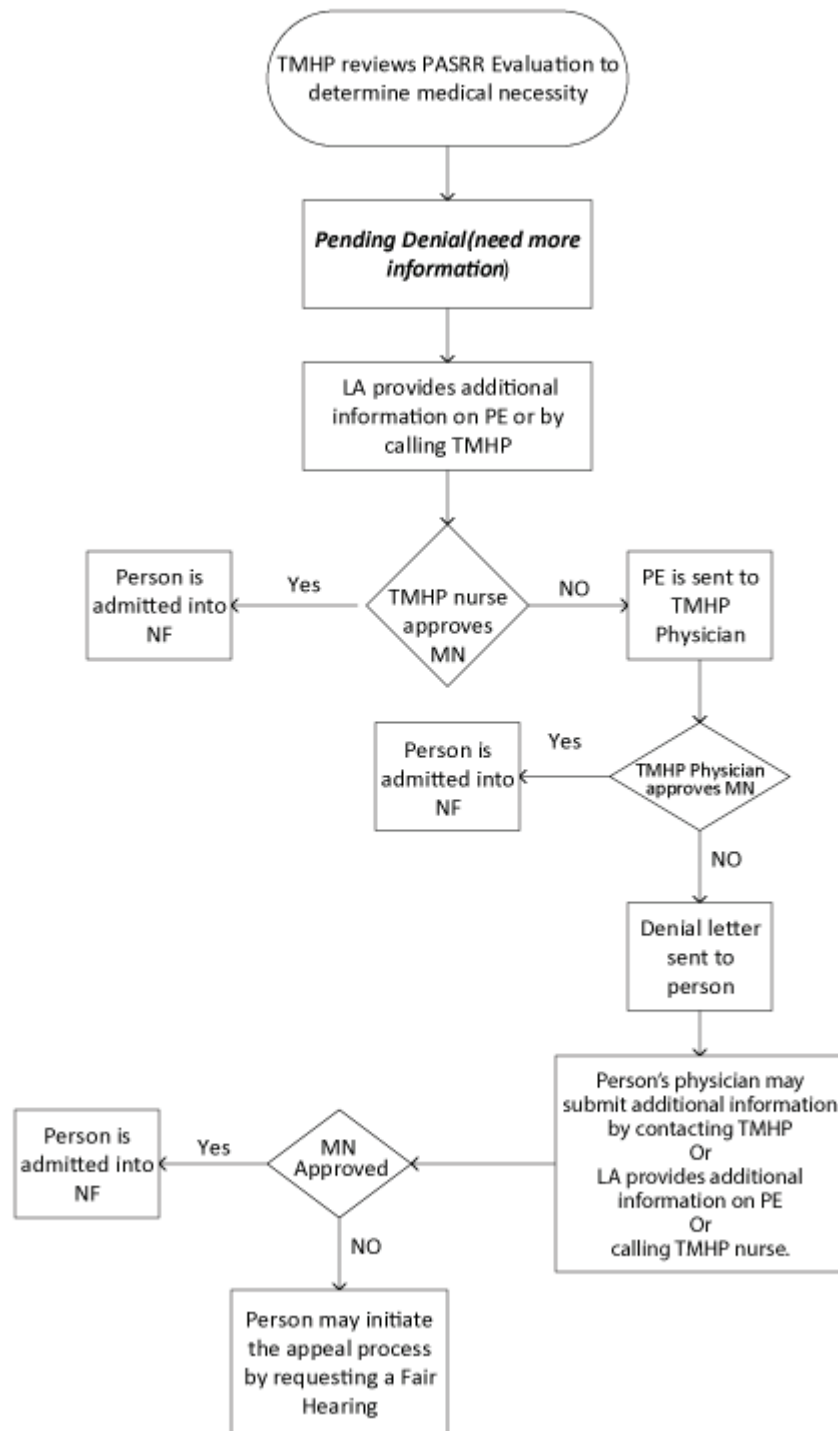 TMHP reviews PASRR Evaluation to
determine medical necessity
Pending Denial(need more
information)
LA provides additional
information on PE or by
calling TMHP
Person is
admitted into
NF
Yes
TMHP nurse
approves
MN
NO
PE is sent to
TMHP
Physician
Person is
admitted into
NF
Yes
TMHP Physician
approves MN
NO
Denial letter
sent to
person
Person's physician may
submit additional information
by contacting TMHP
Or
LA provides additional
information on PE
Or
calling TMHP nurse.
Person is
admitted into
NF
Yes
MN
Approved
NO
Person may initiate
the appeal process
by requesting a Fair
Hearing